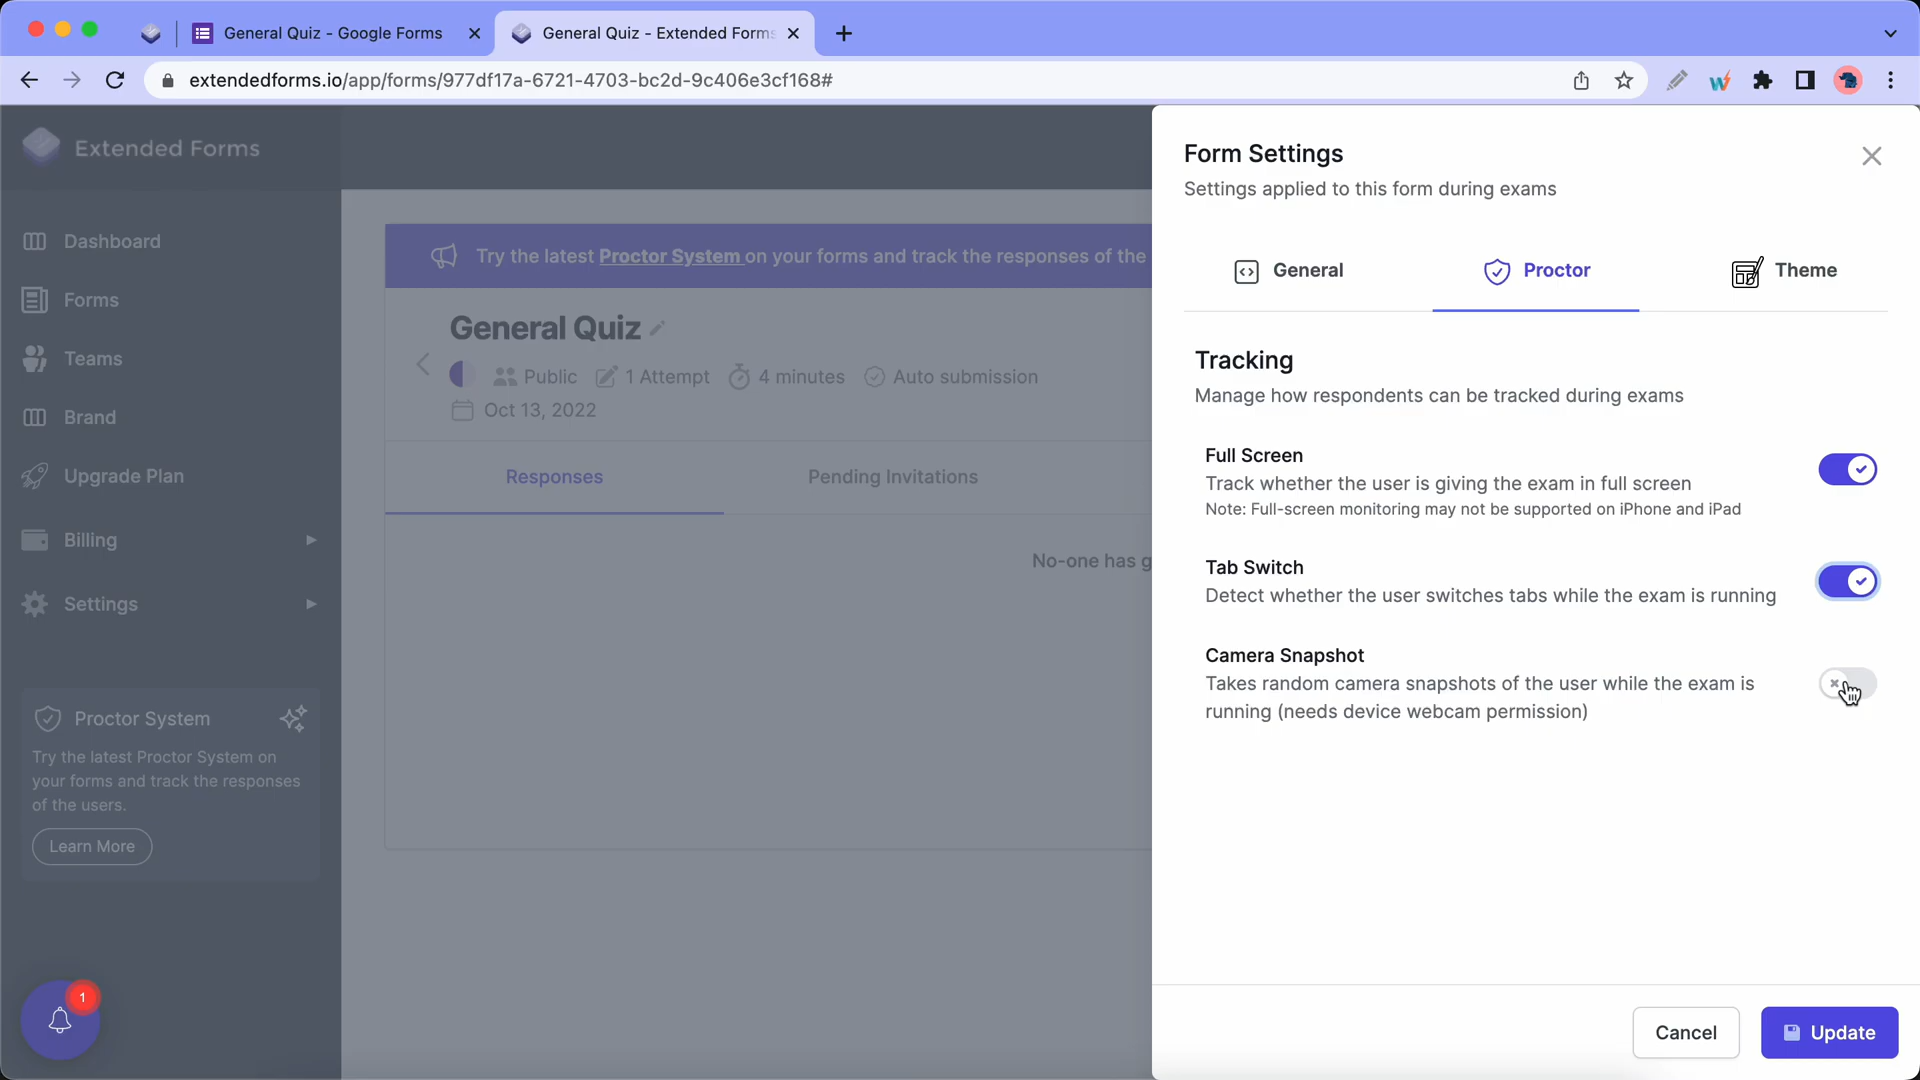 General Quiz - Google Forms
General Quiz - Extended Forms
extendedforms.io/app/forms/977df17a-6721-4703-bc2d-9c406e3cf168#
Extended Forms
Dashboard
Forms
Teams
Brand
Upgrade Plan
Billing
Settings
Proctor System
Try the latest Proctor System on
your forms and track the responses
of the users.
Learn More
1
Try the latest Proctor System on your forms and track the responses of the
General Quiz
Public
1 Attempt
4 minutes
Auto submission
Oct 13, 2022
Responses
Pending Invitations
No-one has g
Form Settings
Settings applied to this form during exams
General
Proctor
Theme
Tracking
Manage how respondents can be tracked during exams
Full Screen
Track whether the user is giving the exam in full screen
Note: Full-screen monitoring may not be supported on iPhone and iPad
Tab Switch
Detect whether the user switches tabs while the exam is running
Camera Snapshot
Takes random camera snapshots of the user while the exam is
running (needs device webcam permission)
Cancel
Update